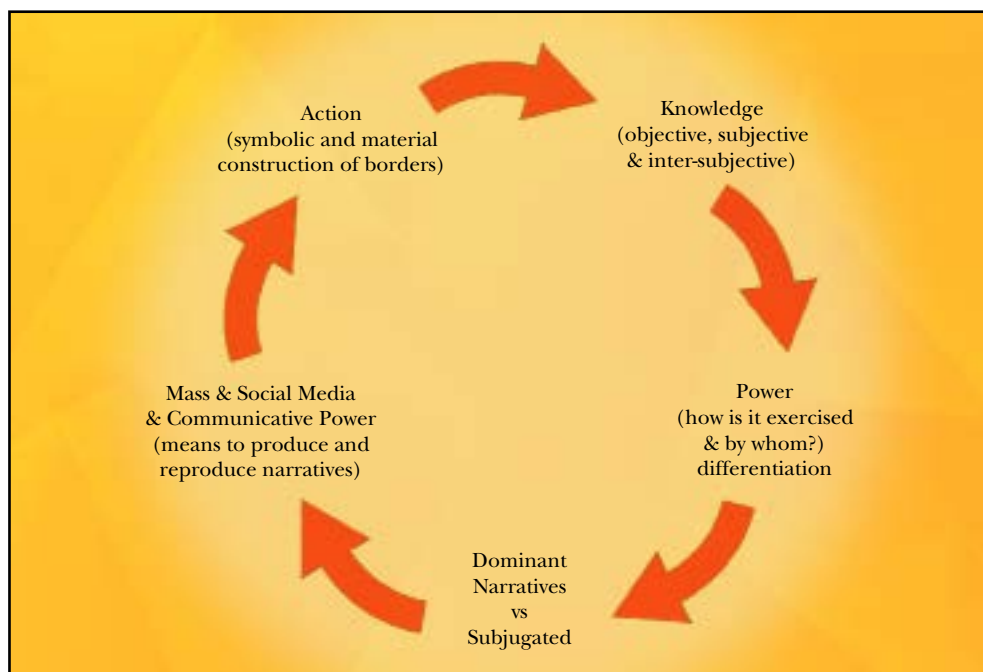 Action
(symbolic and material
construction of borders)
Knowledge
(objective, subjective
& inter-subjective)
Power
(how is it exercised
& by whom?)
differentiation
Dominant
Narratives
vs
Subjugated
Mass & Social Media
& Communicative Power
(means to produce and
reproduce narratives)